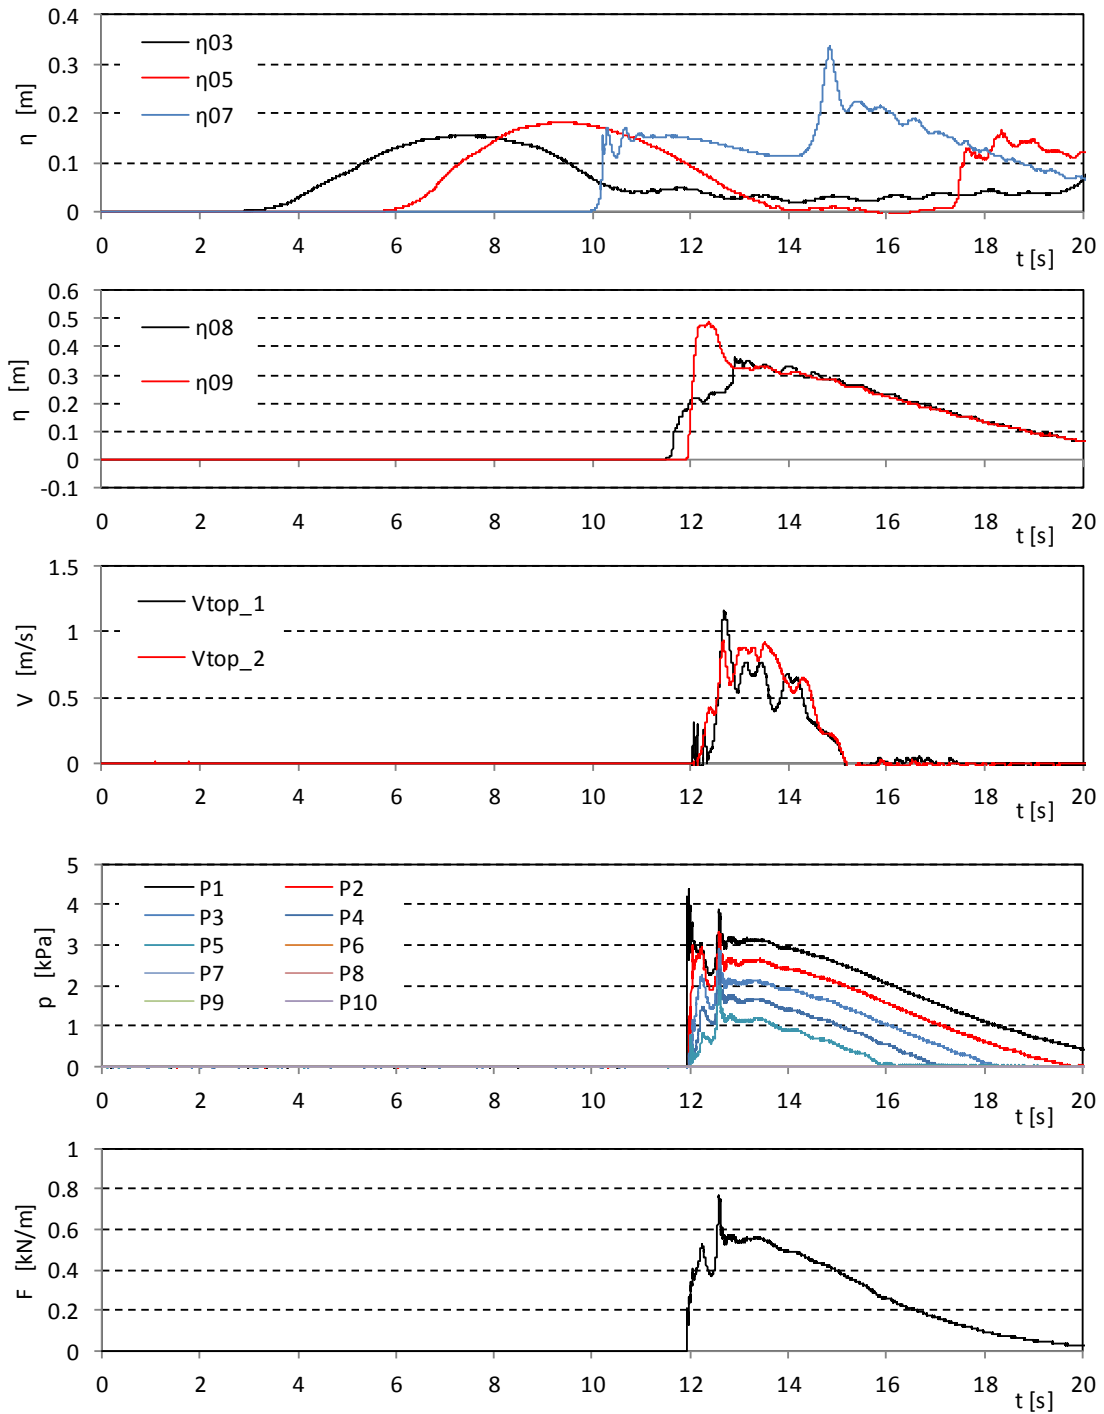 0.4
η03
0.3
η05
0.2
η07
η [m]
0.1
0
0 2 4 6 8 10 12 14 16 18 20
t [s]
0.6
0.5
η08
0.4
η [m]
0.3
η09
0.2
0.1
0
-0.1
0 2 4 6 8 10 12 14 16 18 20
t [s]
1.5
Vtop_1
1
V [m/s]
Vtop_2
0.5
0
0 2 4 6 8 10 12 14 16 18 20
t [s]
5
P1 P2
4
P3 P4
3
P5 P6
p [kPa]
P7 P8
2
P9 P10
1
0
0 2 4 6 8 10 12 14 16 18 20
t [s]
1
0.8
0.6
F [kN/m]
0.4
0.2
0
0 2 4 6 8 10 12 14 16 18 20
t [s]